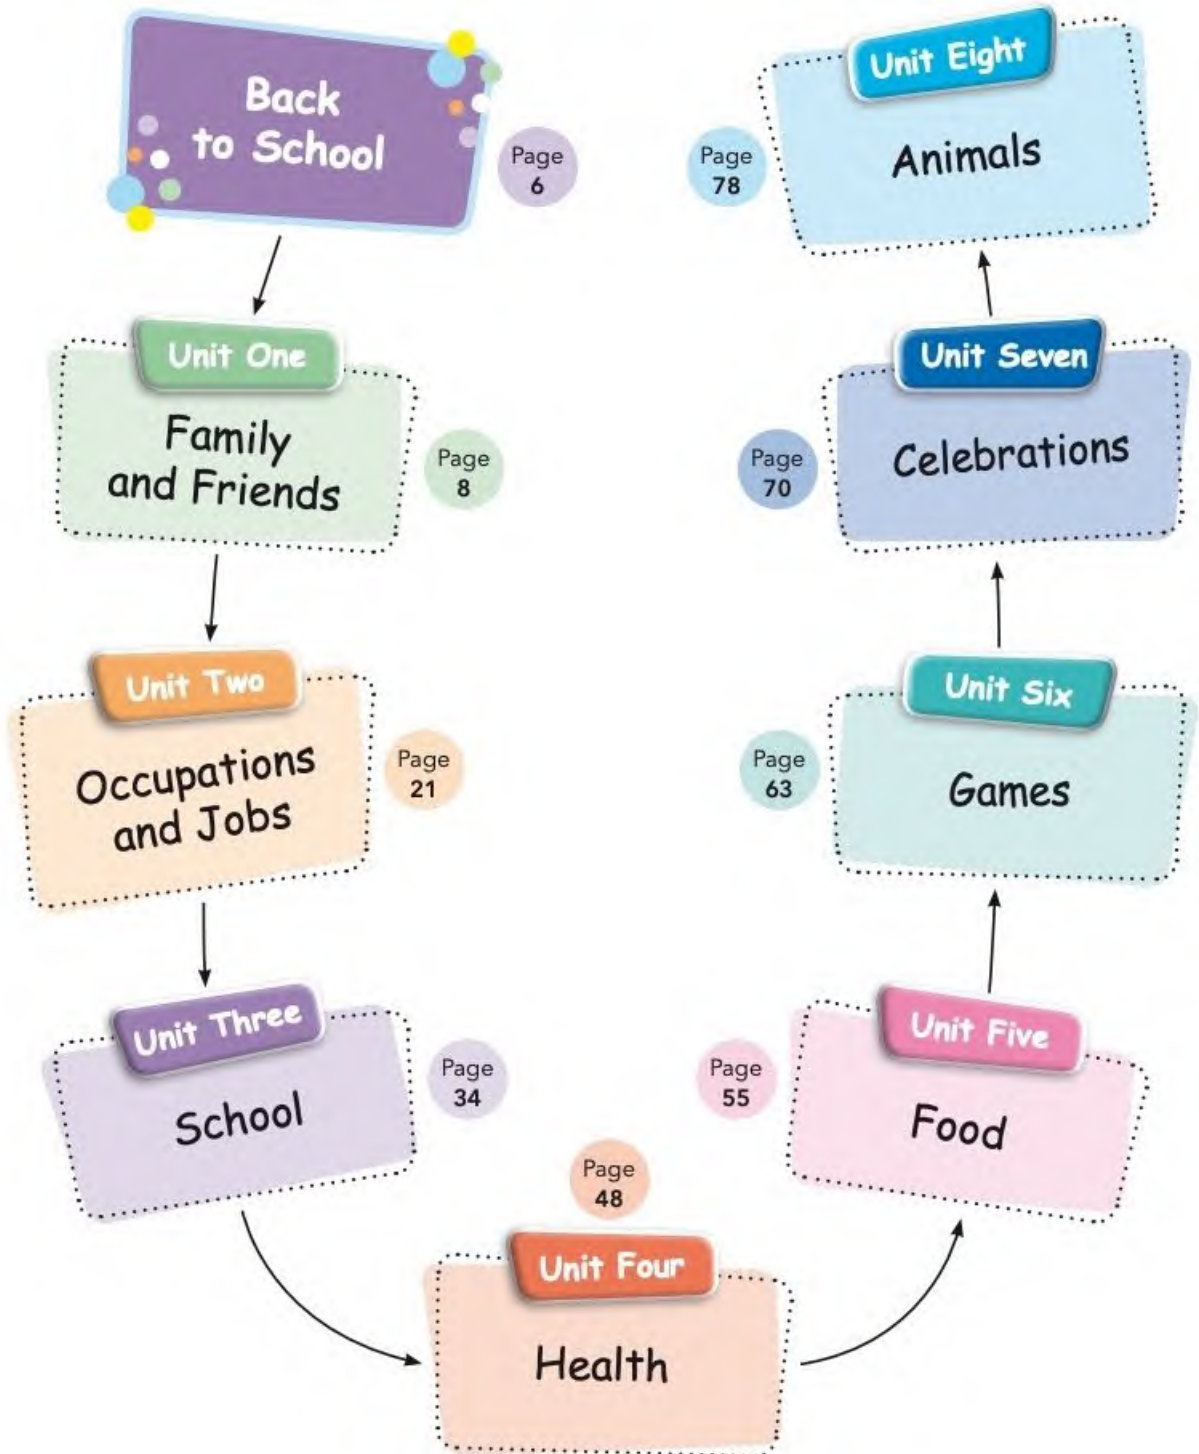 Back
to School
Page
6
Unit One
Family
and Friends
Page
8
Unit Two
Occupations
and Jobs
Page
21
Unit Three
School
Page
34
Page
48
Unit Four
Health
Unit Five
Food
Page
55
Unit Six
Games
Page
63
Unit Seven
Celebrations
Page
70
Unit Eight
Animals
Page
78